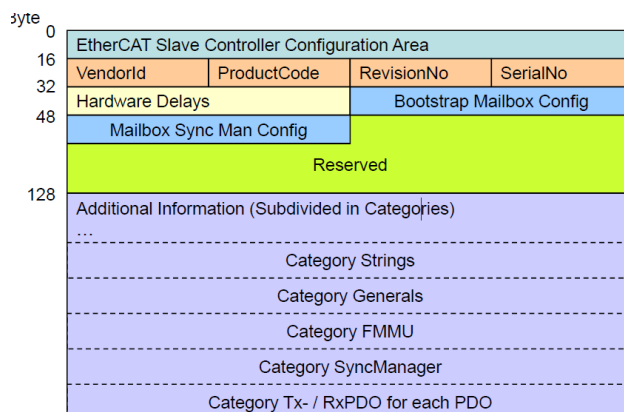 Byte
0
EtherCAT Slave Controller Configuration Area
16
VendorId ProductCode RevisionNo SerialNo
32
Hardware Delays Bootstrap Mailbox Config
48
Mailbox Sync Man Config
Reserved
128
Additional Information (Subdivided in Categories)
...
Category Strings
Category Generals
Category FMMU
Category SyncManager
Category Tx- / RxPDO for each PDO